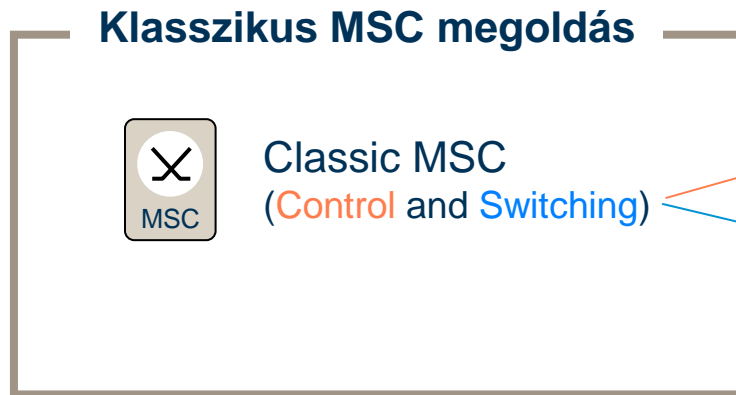 Klasszikus MSC megoldás
Classic MSC
(Control and Switching)
MSC